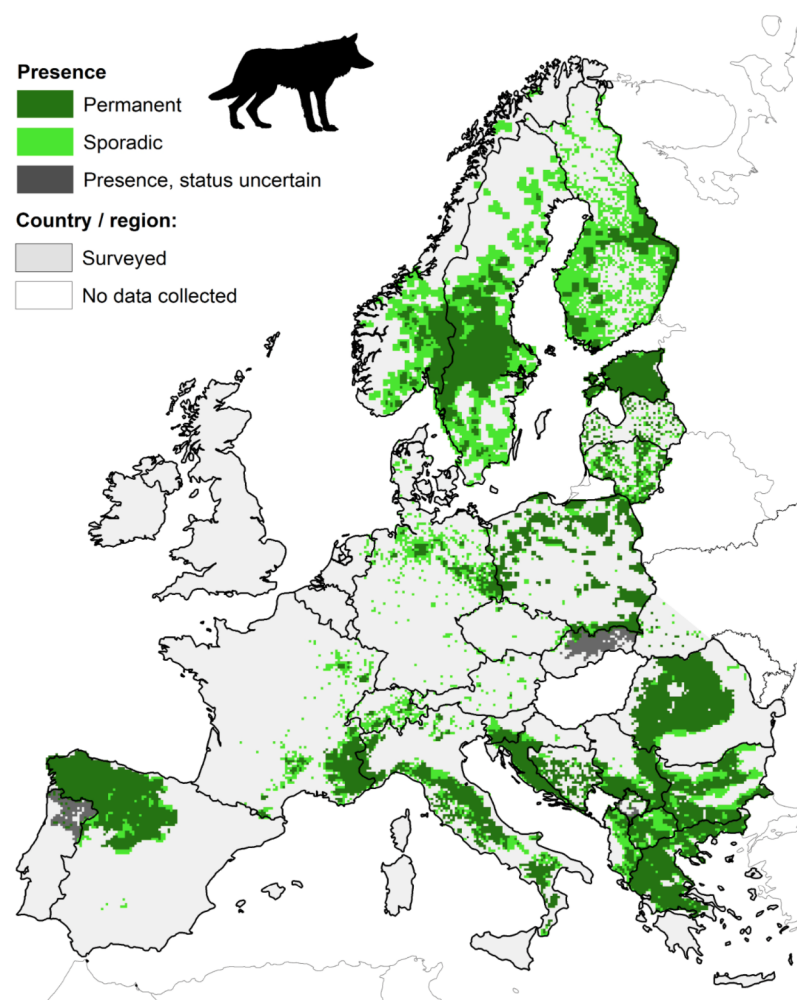 Presence
Permanent
Sporadic
Presence, status uncertain
Country / region:
Surveyed
No data collected